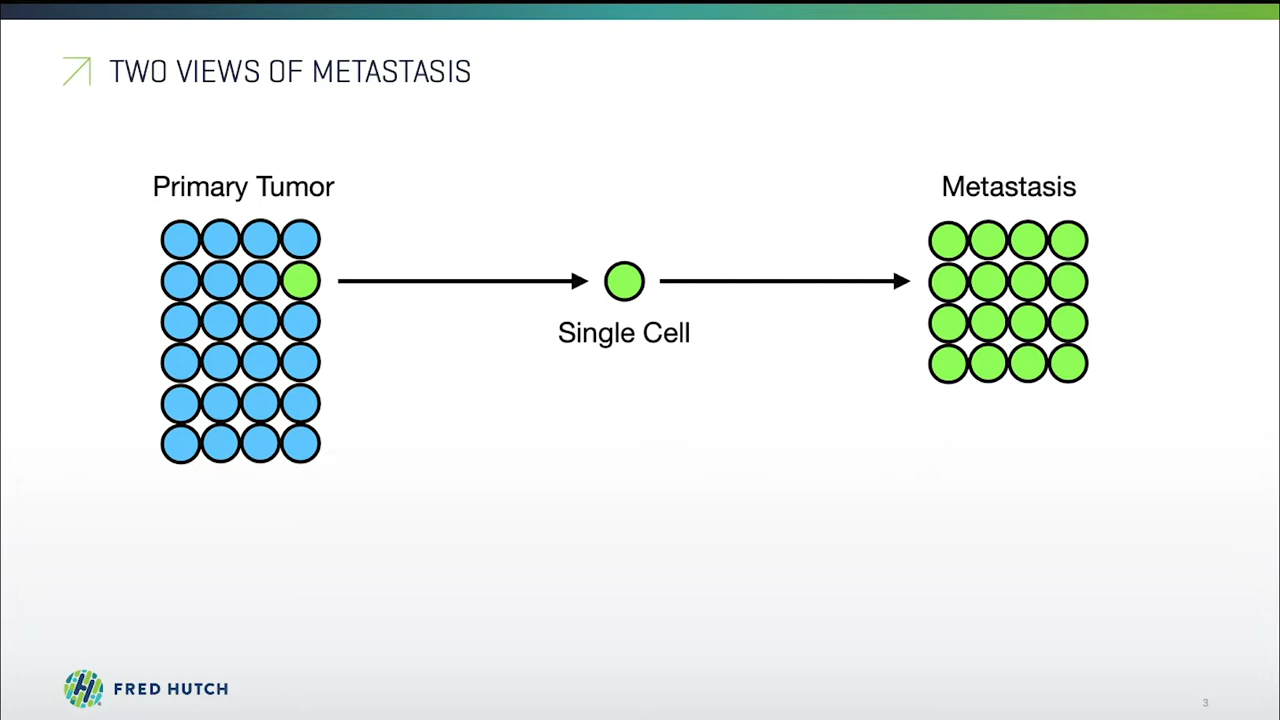 TWO VIEWS OF METASTASIS
Primary Tumor
Metastasis
Single Cell
FRED HUTCH
3